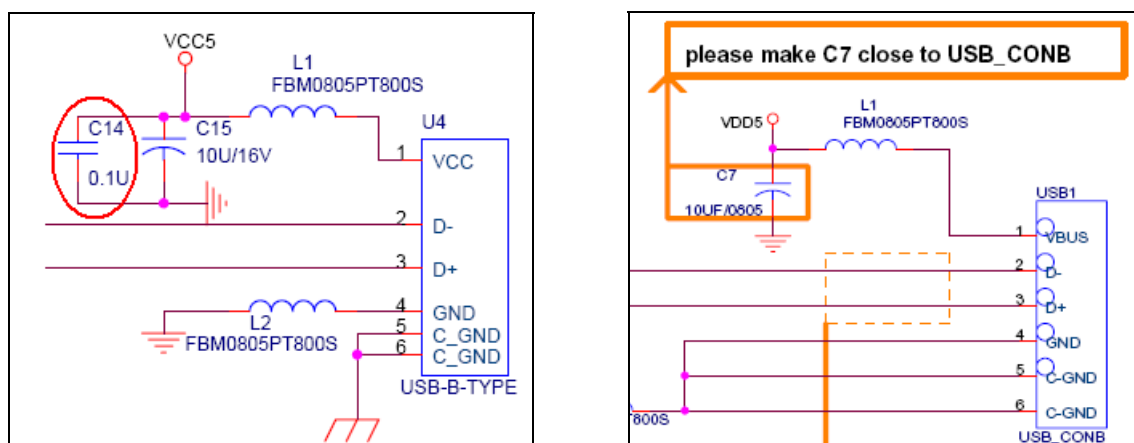 VCC5
L1
FBM0805PT800S
C14
C15
10U/16V
0.1U
U4
1
VCC
2
D-
3
D+
4
GND
5
C_GND
6
C_GND
L2
FBM0805PT800S
USB-B-TYPE
please make C7 close to USB_CONB
L1
FBM0805PT800S
VDD5
C7
10UF/0805
USB1
1
VBUS
2
D-
3
D+
4
GND
5
C-GND
6
C-GND
T800S
USB_CONB